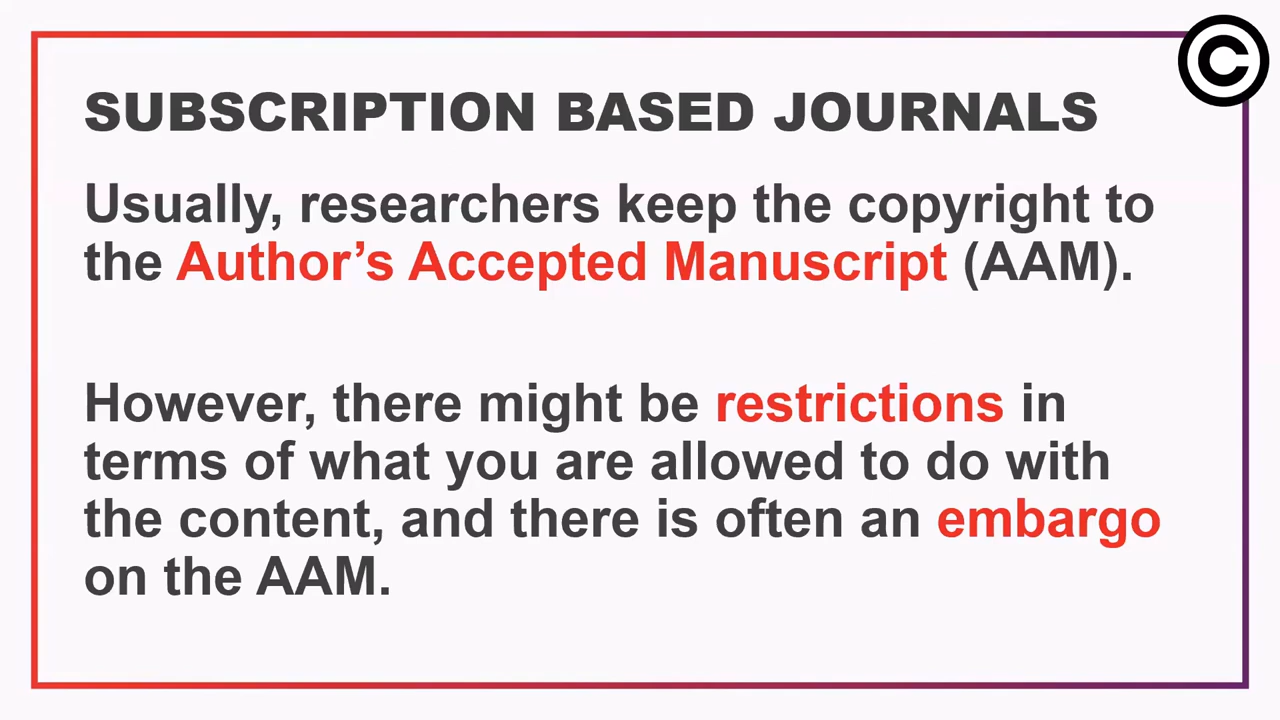 ©
SUBSCRIPTION BASED JOURNALS
Usually, researchers keep the copyright to
the Author’s Accepted Manuscript (AAM).
However, there might be restrictions in
terms of what you are allowed to do with
the content, and there is often an embargo
on the AAM.